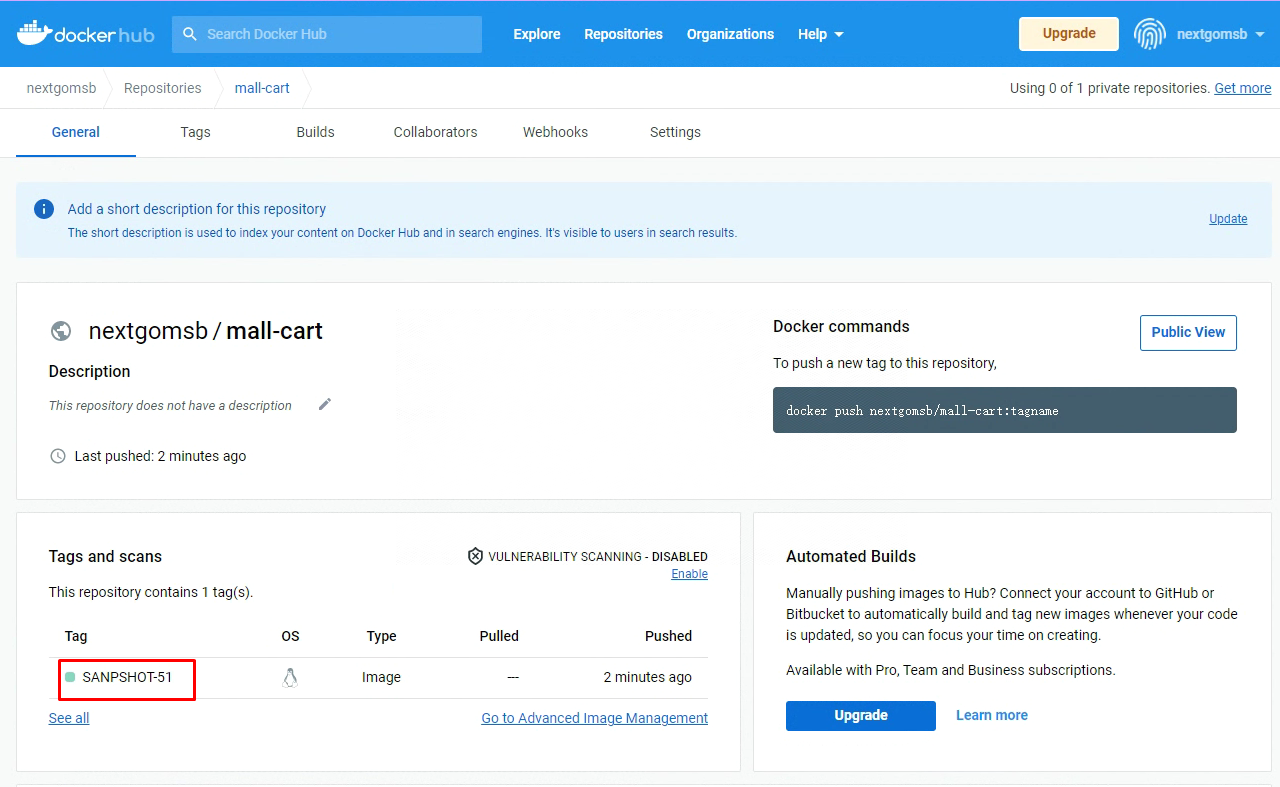 docker hub
Search Docker Hub
Explore
Repositories
Organizations
Help
Upgrade
nextgomsb
nextgomsb
Repositories
mall-cart
Using 0 of 1 private repositories. Get more
General
Tags
Builds
Collaborators
Webhooks
Settings
Add a short description for this repository
The short description is used to index your content on Docker Hub and in search engines. It's visible to users in search results.
Update
nextgomsb / mall-cart
Description
This repository does not have a description
Last pushed: 2 minutes ago
Docker commands
Public View
To push a new tag to this repository,
docker push nextgomsb/mall-cart:tagname
Tags and scans
VULNERABILITY SCANNING - DISABLED
Enable
This repository contains 1 tag(s).
Tag OS Type Pulled Pushed
SANPSHOT-51 Image --- 2 minutes ago
See all
Go to Advanced Image Management
Automated Builds
Manually pushing images to Hub? Connect your account to GitHub or
Bitbucket to automatically build and tag new images whenever your code
is updated, so you can focus your time on creating.
Available with Pro, Team and Business subscriptions.
Upgrade
Learn more